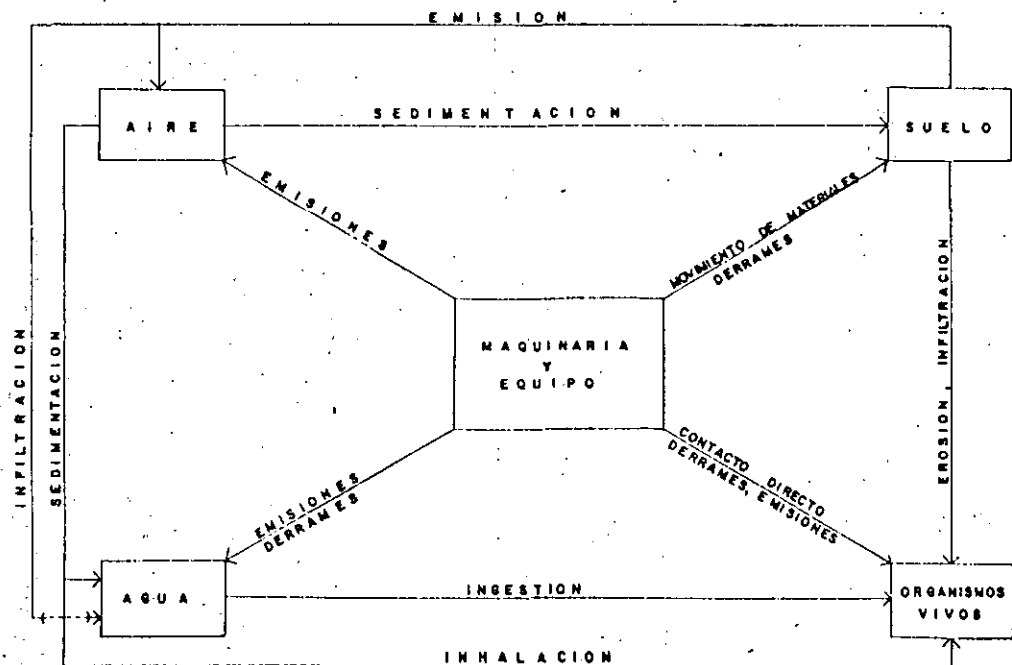 EMISION
AIRE
SEDIMENTACION
SUELO
EMISIONES
MOVIMIENTO DE MATERIALES
DERRAMES
INFILTRACION
SEDIMENTACION
MAQUINARIA
Y
EQUIPO
EROSION, INFILTRACION
EMISIONES
DERRAMES
CONTACTO DIRECTO
DERRAMES, EMISIONES
AGUA
INGESTION
ORGANISMOS
VIVOS
INHALACION